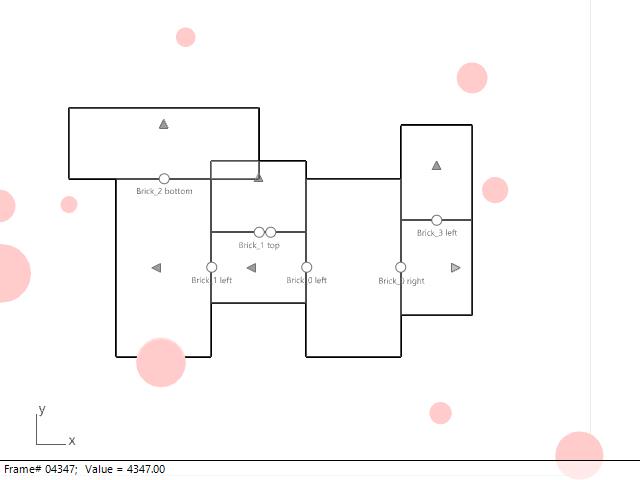 Brick_2 bottom
Brick_3 left
Brick_1 top
Brick_1 left
Brick_0 left
Brick_0 right
y
x
Frame# 04347; Value = 4347.00